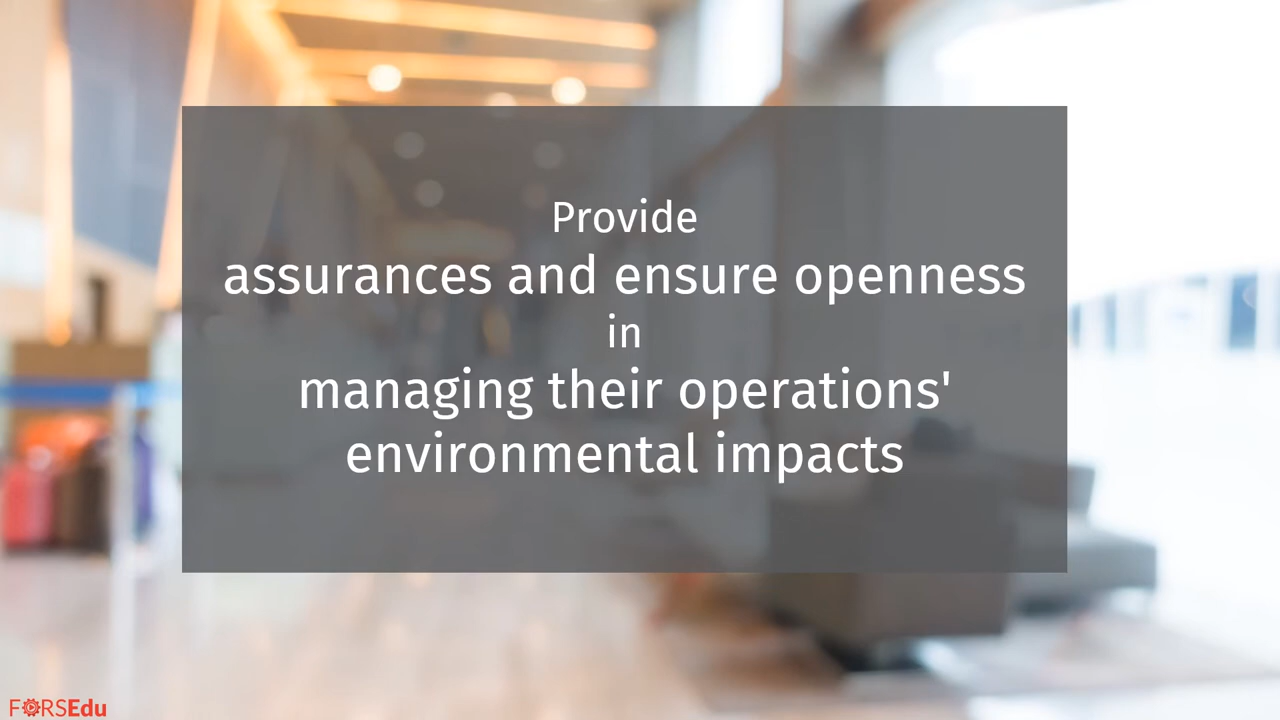 Provide
assurances and ensure openness
in
managing their operations'
environmental impacts
FORSEdu